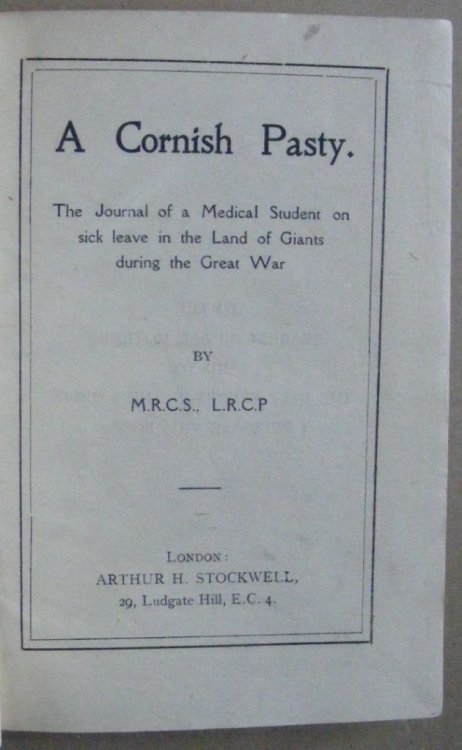 A Cornish Pasty.
The Journal of a Medical Student on
sick leave in the Land of Giants
during the Great War
BY
M.R.C.S., L.R.C.P
LONDON:
ARTHUR H. STOCKWELL,
29, Ludgate Hill, E.C. 4.